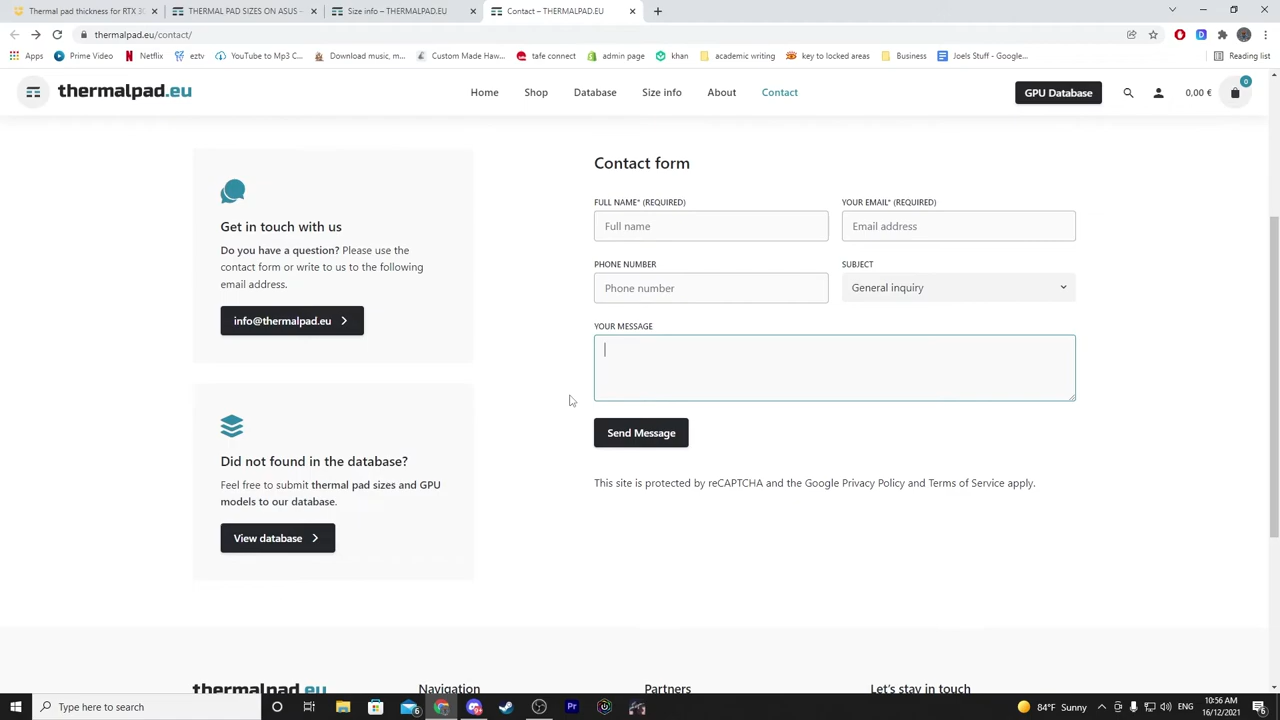 Thermal pad thickness for RTX 30
THERMAL PAD SIZES ON ASUS -
Size info – THERMALPAD.EU
Contact – THERMALPAD.EU
thermalpad.eu/contact/
Apps
Prime Video
Netflix
eztv
YouTube to Mp3 C...
Download music, m...
Custom Made Haw...
tafe connect
admin page
khan
academic writing
key to locked areas
Business
Joels Stuff - Google...
Reading list
thermalpad.eu
Home
Shop
Database
Size info
About
Contact
GPU Database
0,00 €
0
Get in touch with us
Do you have a question? Please use the
contact form or write to us to the following
email address.
info@thermalpad.eu
Did not found in the database?
Feel free to submit thermal pad sizes and GPU
models to our database.
View database
Contact form
FULL NAME* (REQUIRED)
YOUR EMAIL* (REQUIRED)
Full name
Email address
PHONE NUMBER
SUBJECT
Phone number
General inquiry
YOUR MESSAGE
Send Message
This site is protected by reCAPTCHA and the Google Privacy Policy and Terms of Service apply.
thermalpad.eu
Navigation
Partners
Let's stay in touch
Type here to search
6
84°F Sunny
ENG
10:56 AM
16/12/2021